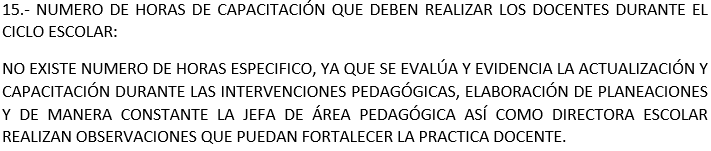 15.- NUMERO DE HORAS DE CAPACITACIÓN QUE DEBEN REALIZAR LOS DOCENTES DURANTE EL
CICLO ESCOLAR:
NO EXISTE NUMERO DE HORAS ESPECIFICO, YA QUE SE EVALÚA Y EVIDENCIA LA ACTUALIZACIÓN Y
CAPACITACIÓN DURANTE LAS INTERVENCIONES PEDAGÓGICAS, ELABORACIÓN DE PLANEACIONES
Y DE MANERA CONSTANTE LA JEFA DE ÁREA PEDAGÓGICA ASÍ COMO DIRECTORA ESCOLAR
REALIZAN OBSERVACIONES QUE PUEDAN FORTALECER LA PRACTICA DOCENTE.